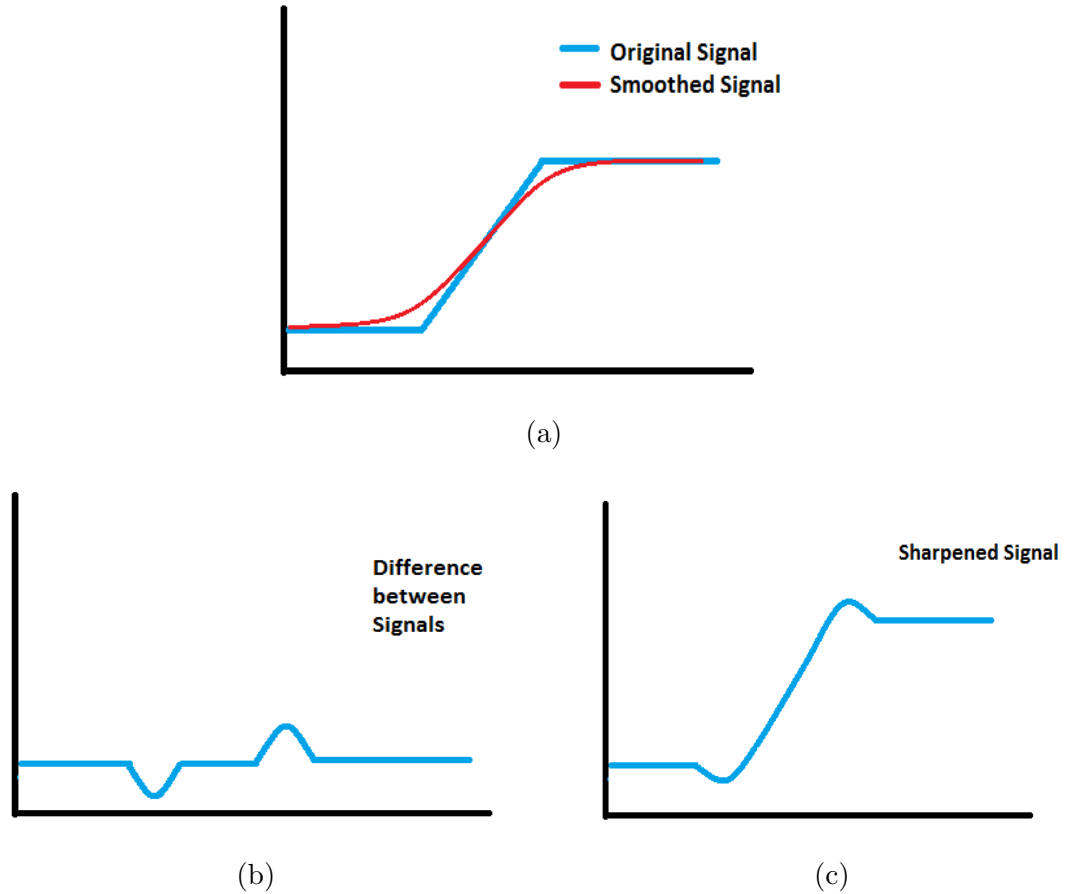 Original Signal
Smoothed Signal
(a)
Difference
between
Signals
Sharpened Signal
(b)
(c)